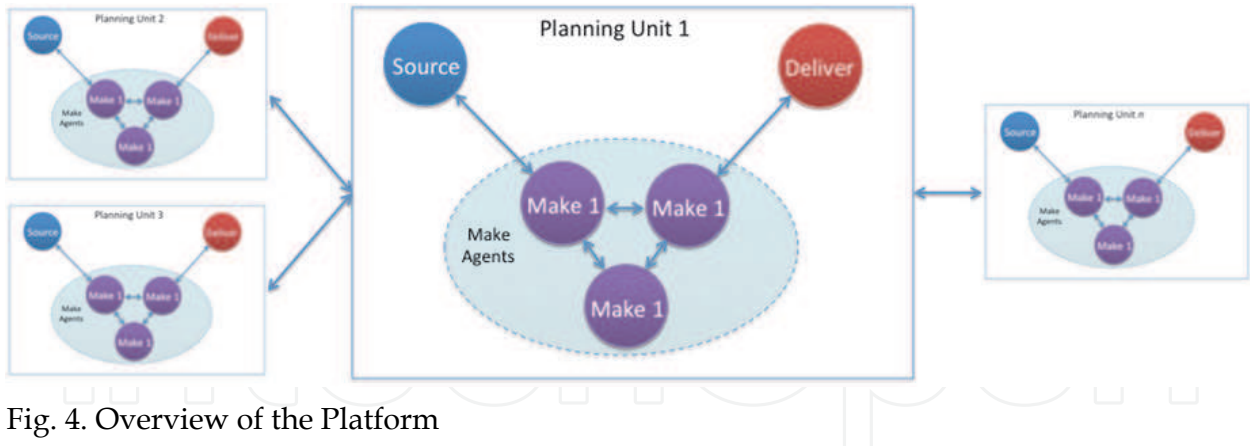 Planning Unit 2
Source
Deliver
Make 1
Make 1
Make
Agents
Make 1
Planning Unit 3
Source
Deliver
Make 1
Make 1
Make
Agents
Make 1
Planning Unit 1
Source
Deliver
Make 1
Make 1
Make
Agents
Make 1
Planning Unit n
Source
Deliver
Make 1
Make 1
Make
Agents
Make 1
Fig. 4. Overview of the Platform